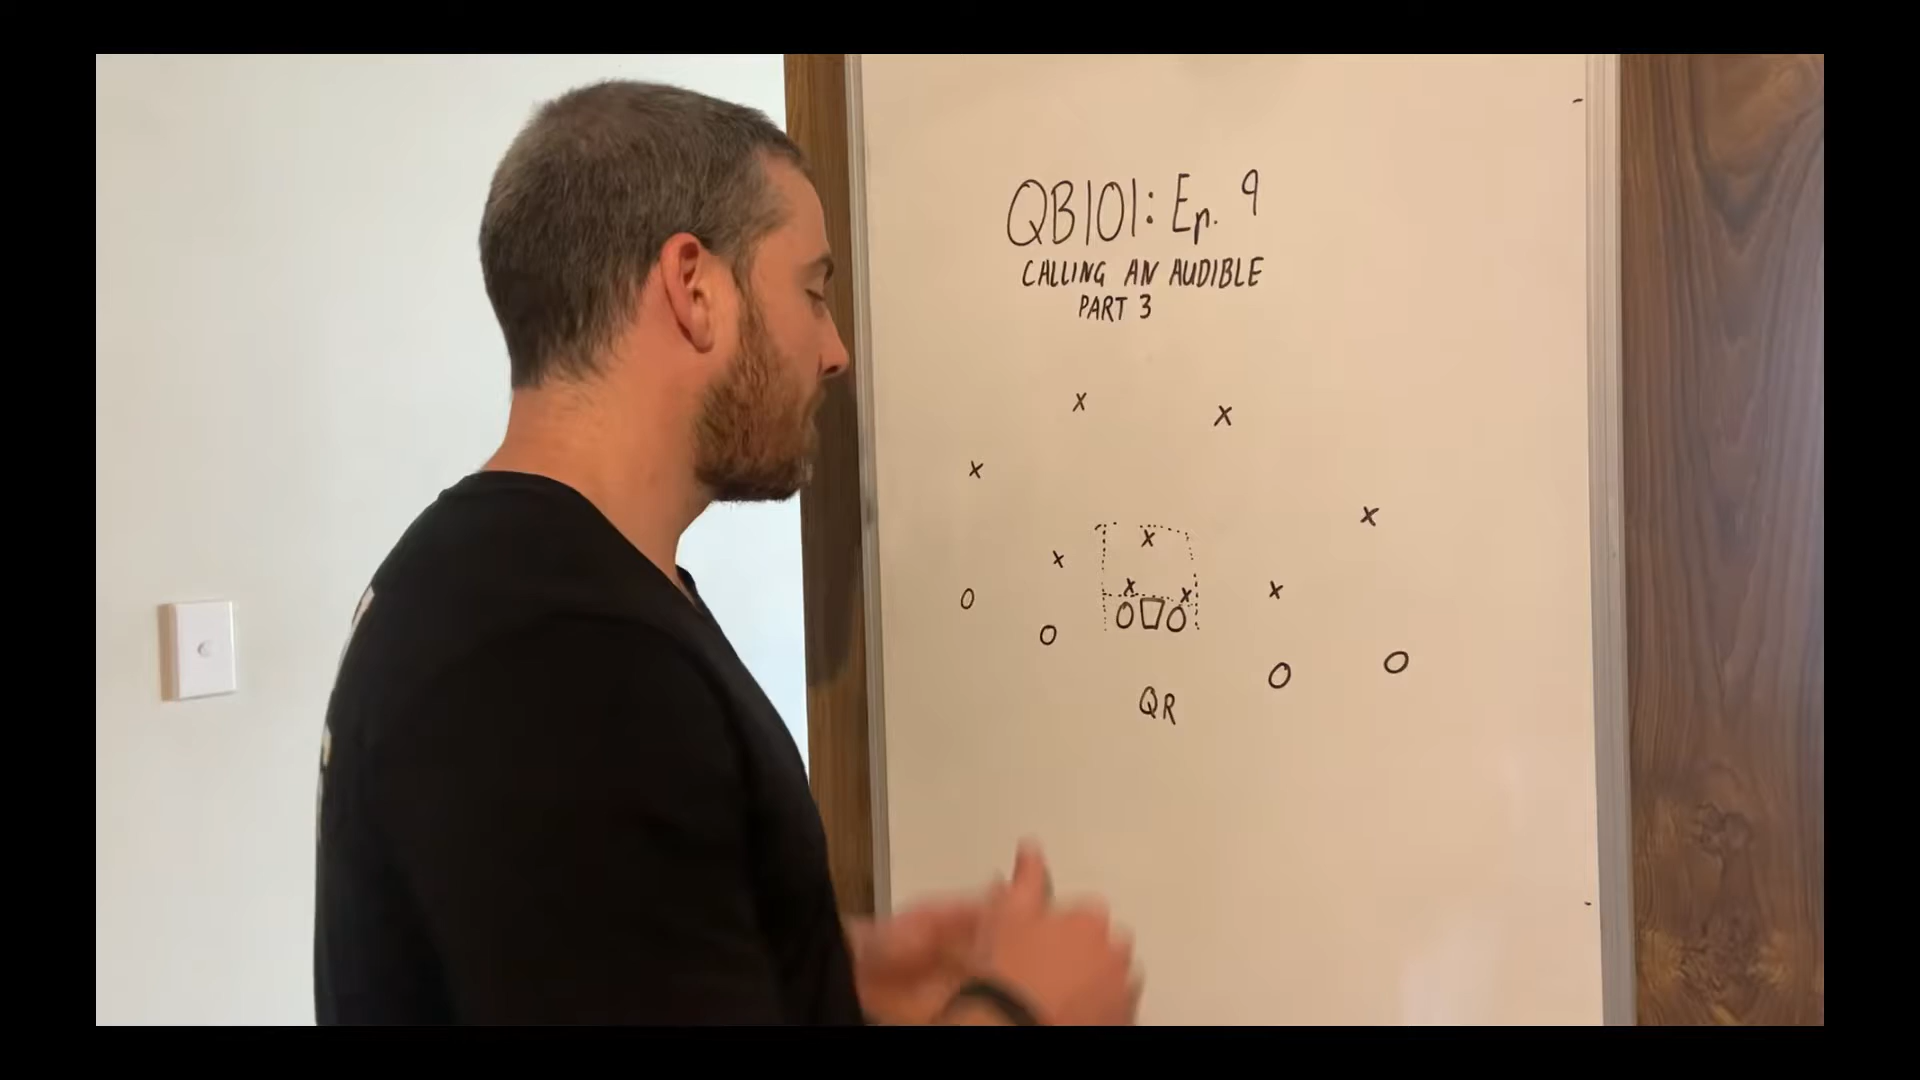 QB101: Ep. 9
CALLING AN AUDIBLE
PART 3
X X
X
X
X
X X
X X
O O O
O
O O
QR